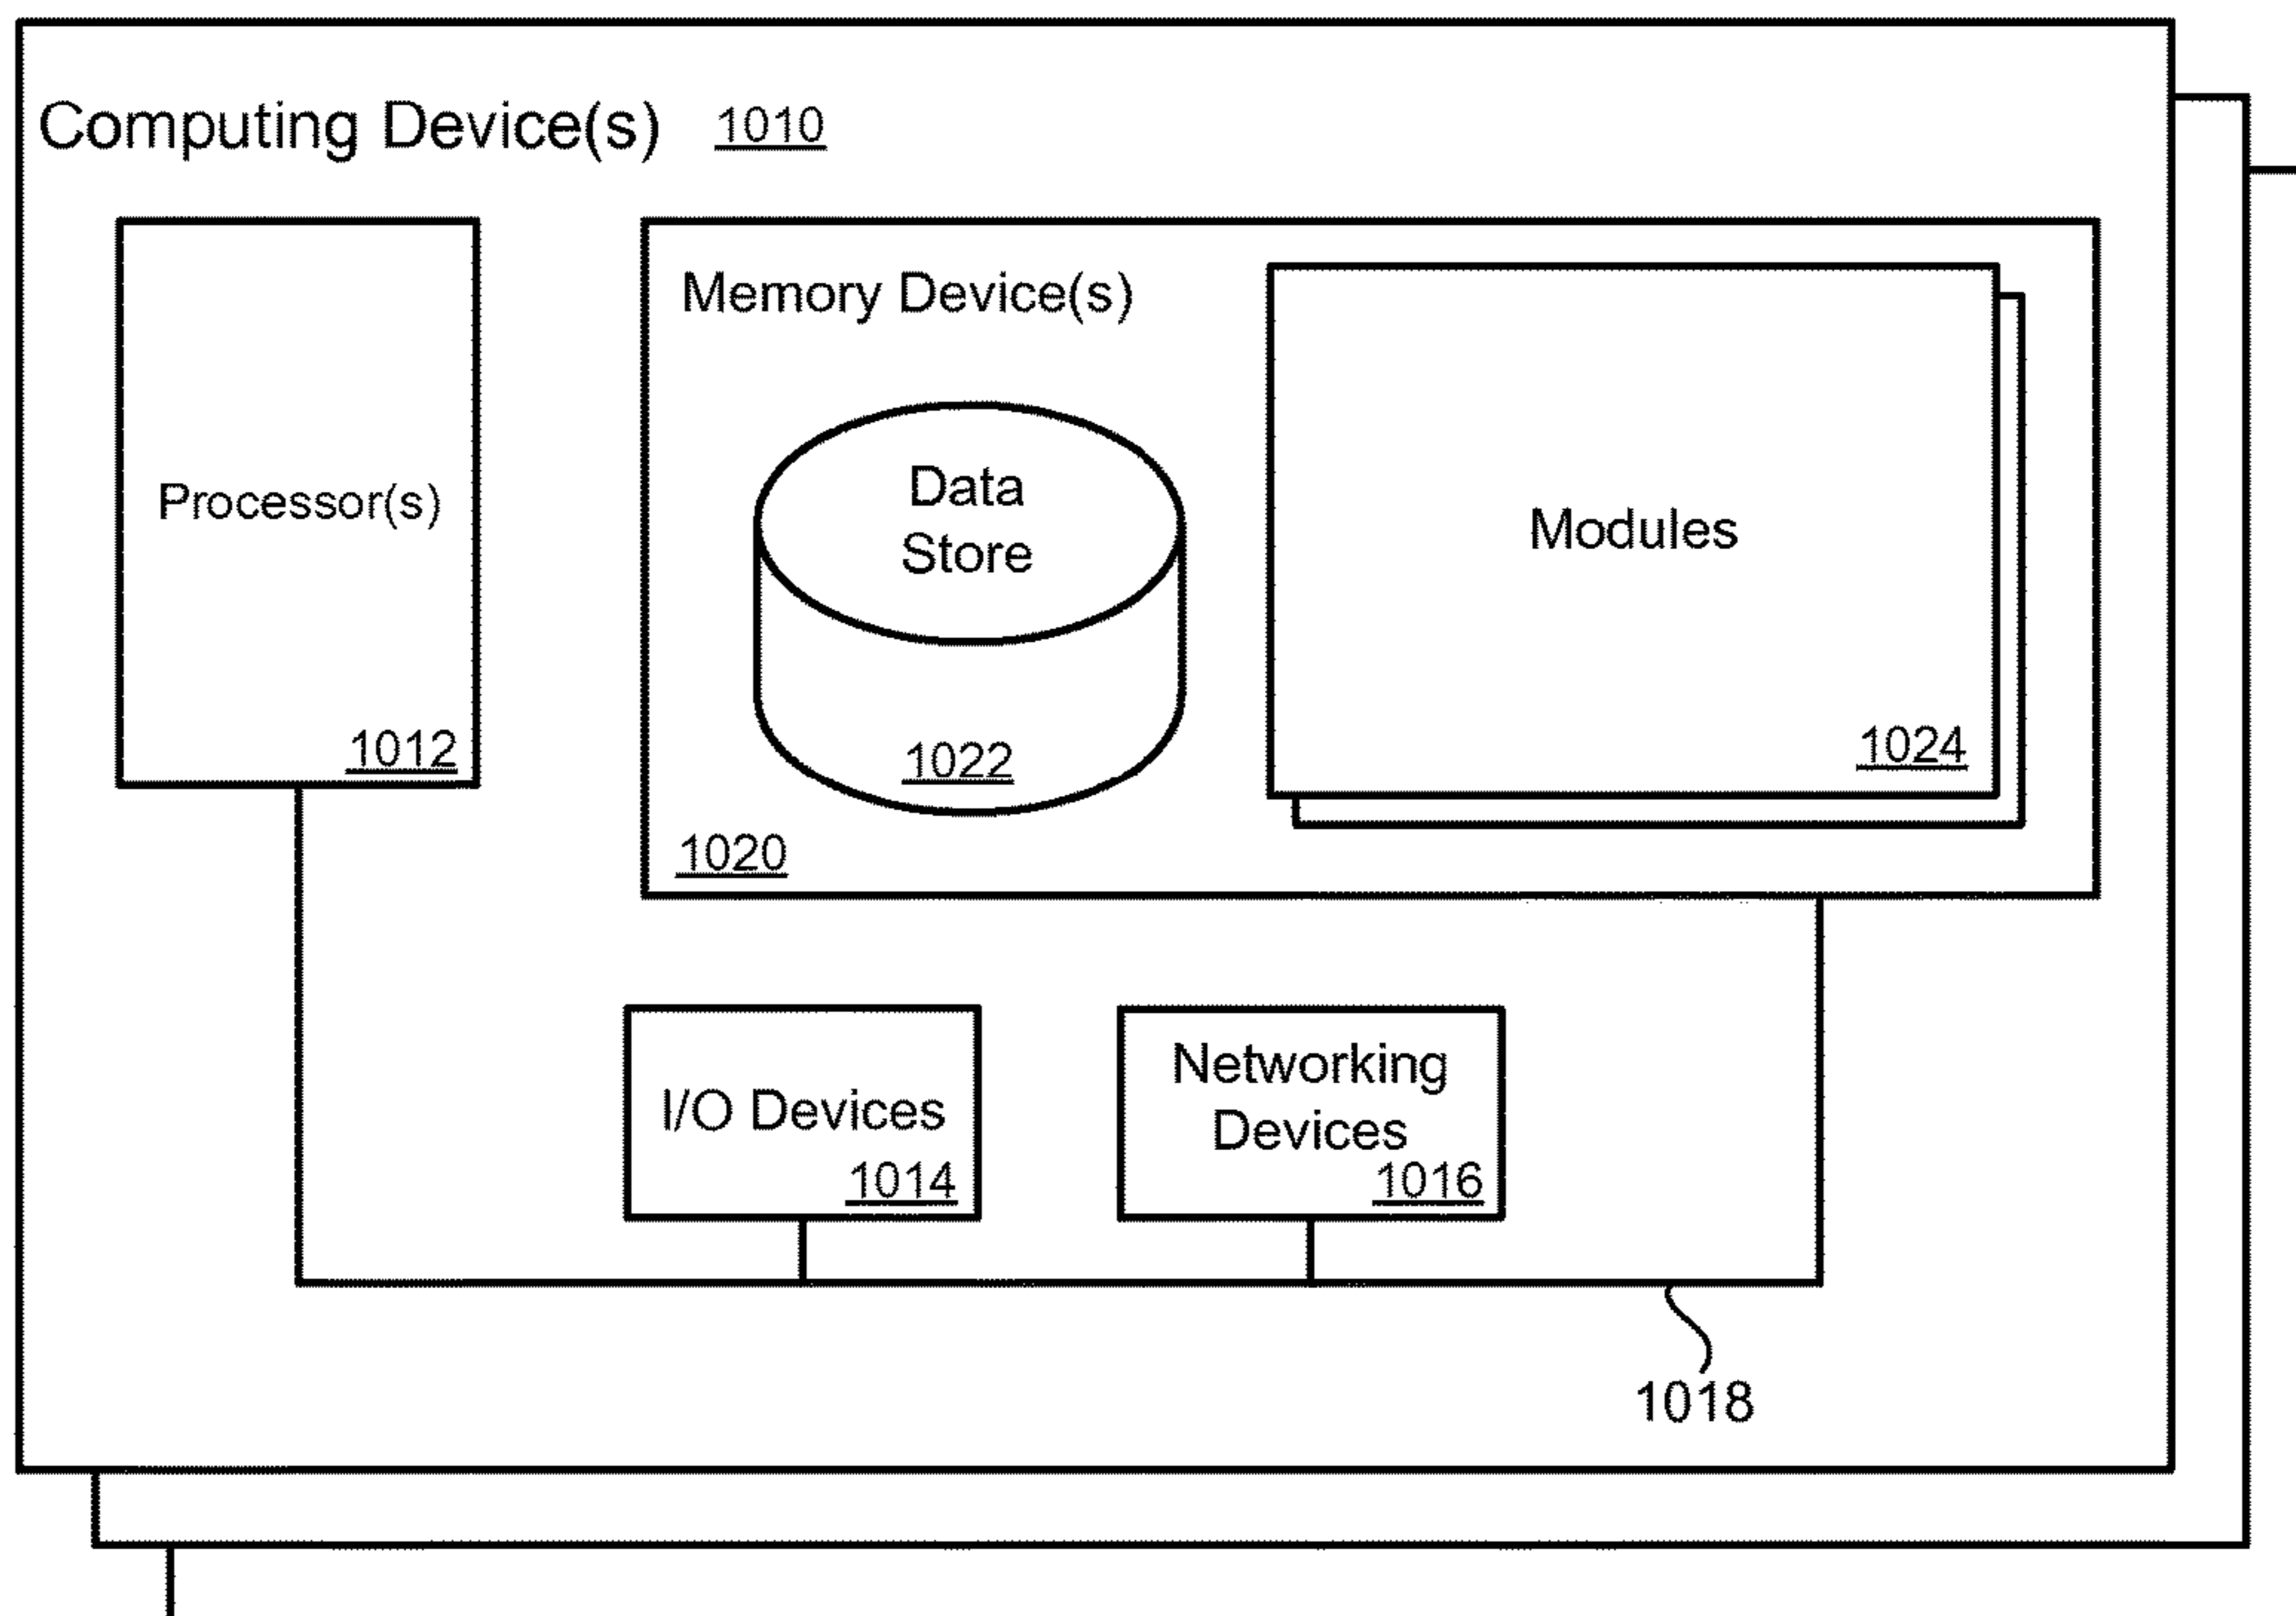 Computing Device(s) 1010
Processor(s)
1012
Memory Device(s)
Data
Store
1022
1020
Modules
1024
I/O Devices
1014
Networking
Devices
1016
1018